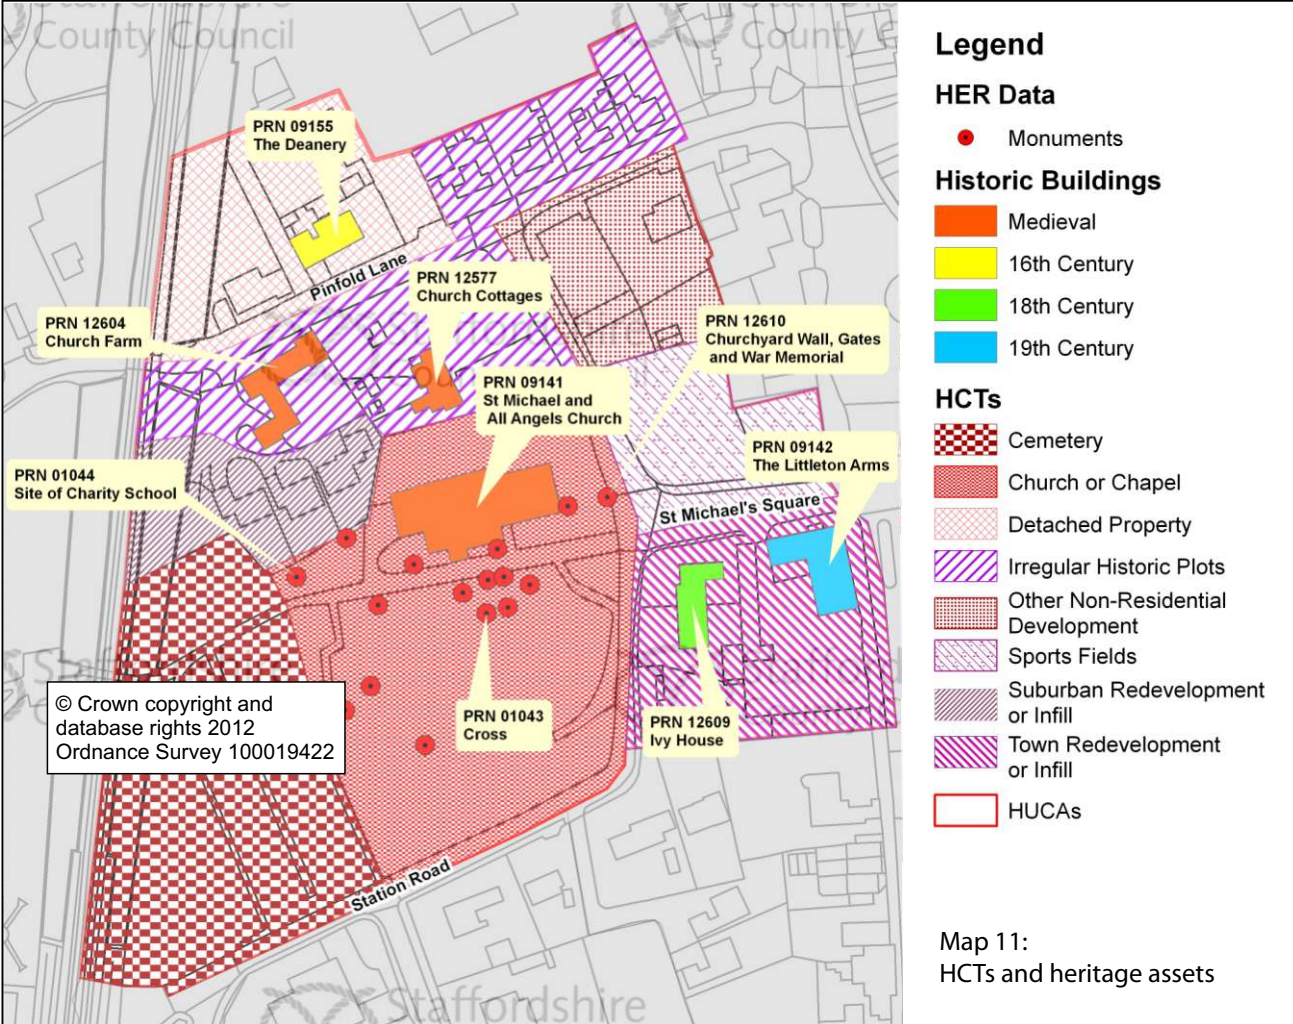 Staffordshire
County Council
County C
PRN 09155
The Deanery
Pinfold Lane
PRN 12577
Church Cottages
PRN 12604
Church Farm
PRN 12610
Churchyard Wall, Gates
and War Memorial
PRN 09141
St Michael and
All Angels Church
PRN 09142
The Littleton Arms
PRN 01044
Site of Charity School
St Michael's Square
© Crown copyright and
database rights 2012
Ordnance Survey 100019422
PRN 01043
Cross
PRN 12609
Ivy House
Station Road
Staffordshire
Legend
HER Data
Monuments
Historic Buildings
Medieval
16th Century
18th Century
19th Century
HCTs
Cemetery
Church or Chapel
Detached Property
Irregular Historic Plots
Other Non-Residential
Development
Sports Fields
Suburban Redevelopment
or Infill
Town Redevelopment
or Infill
HUCAs
Map 11:
HCTs and heritage assets